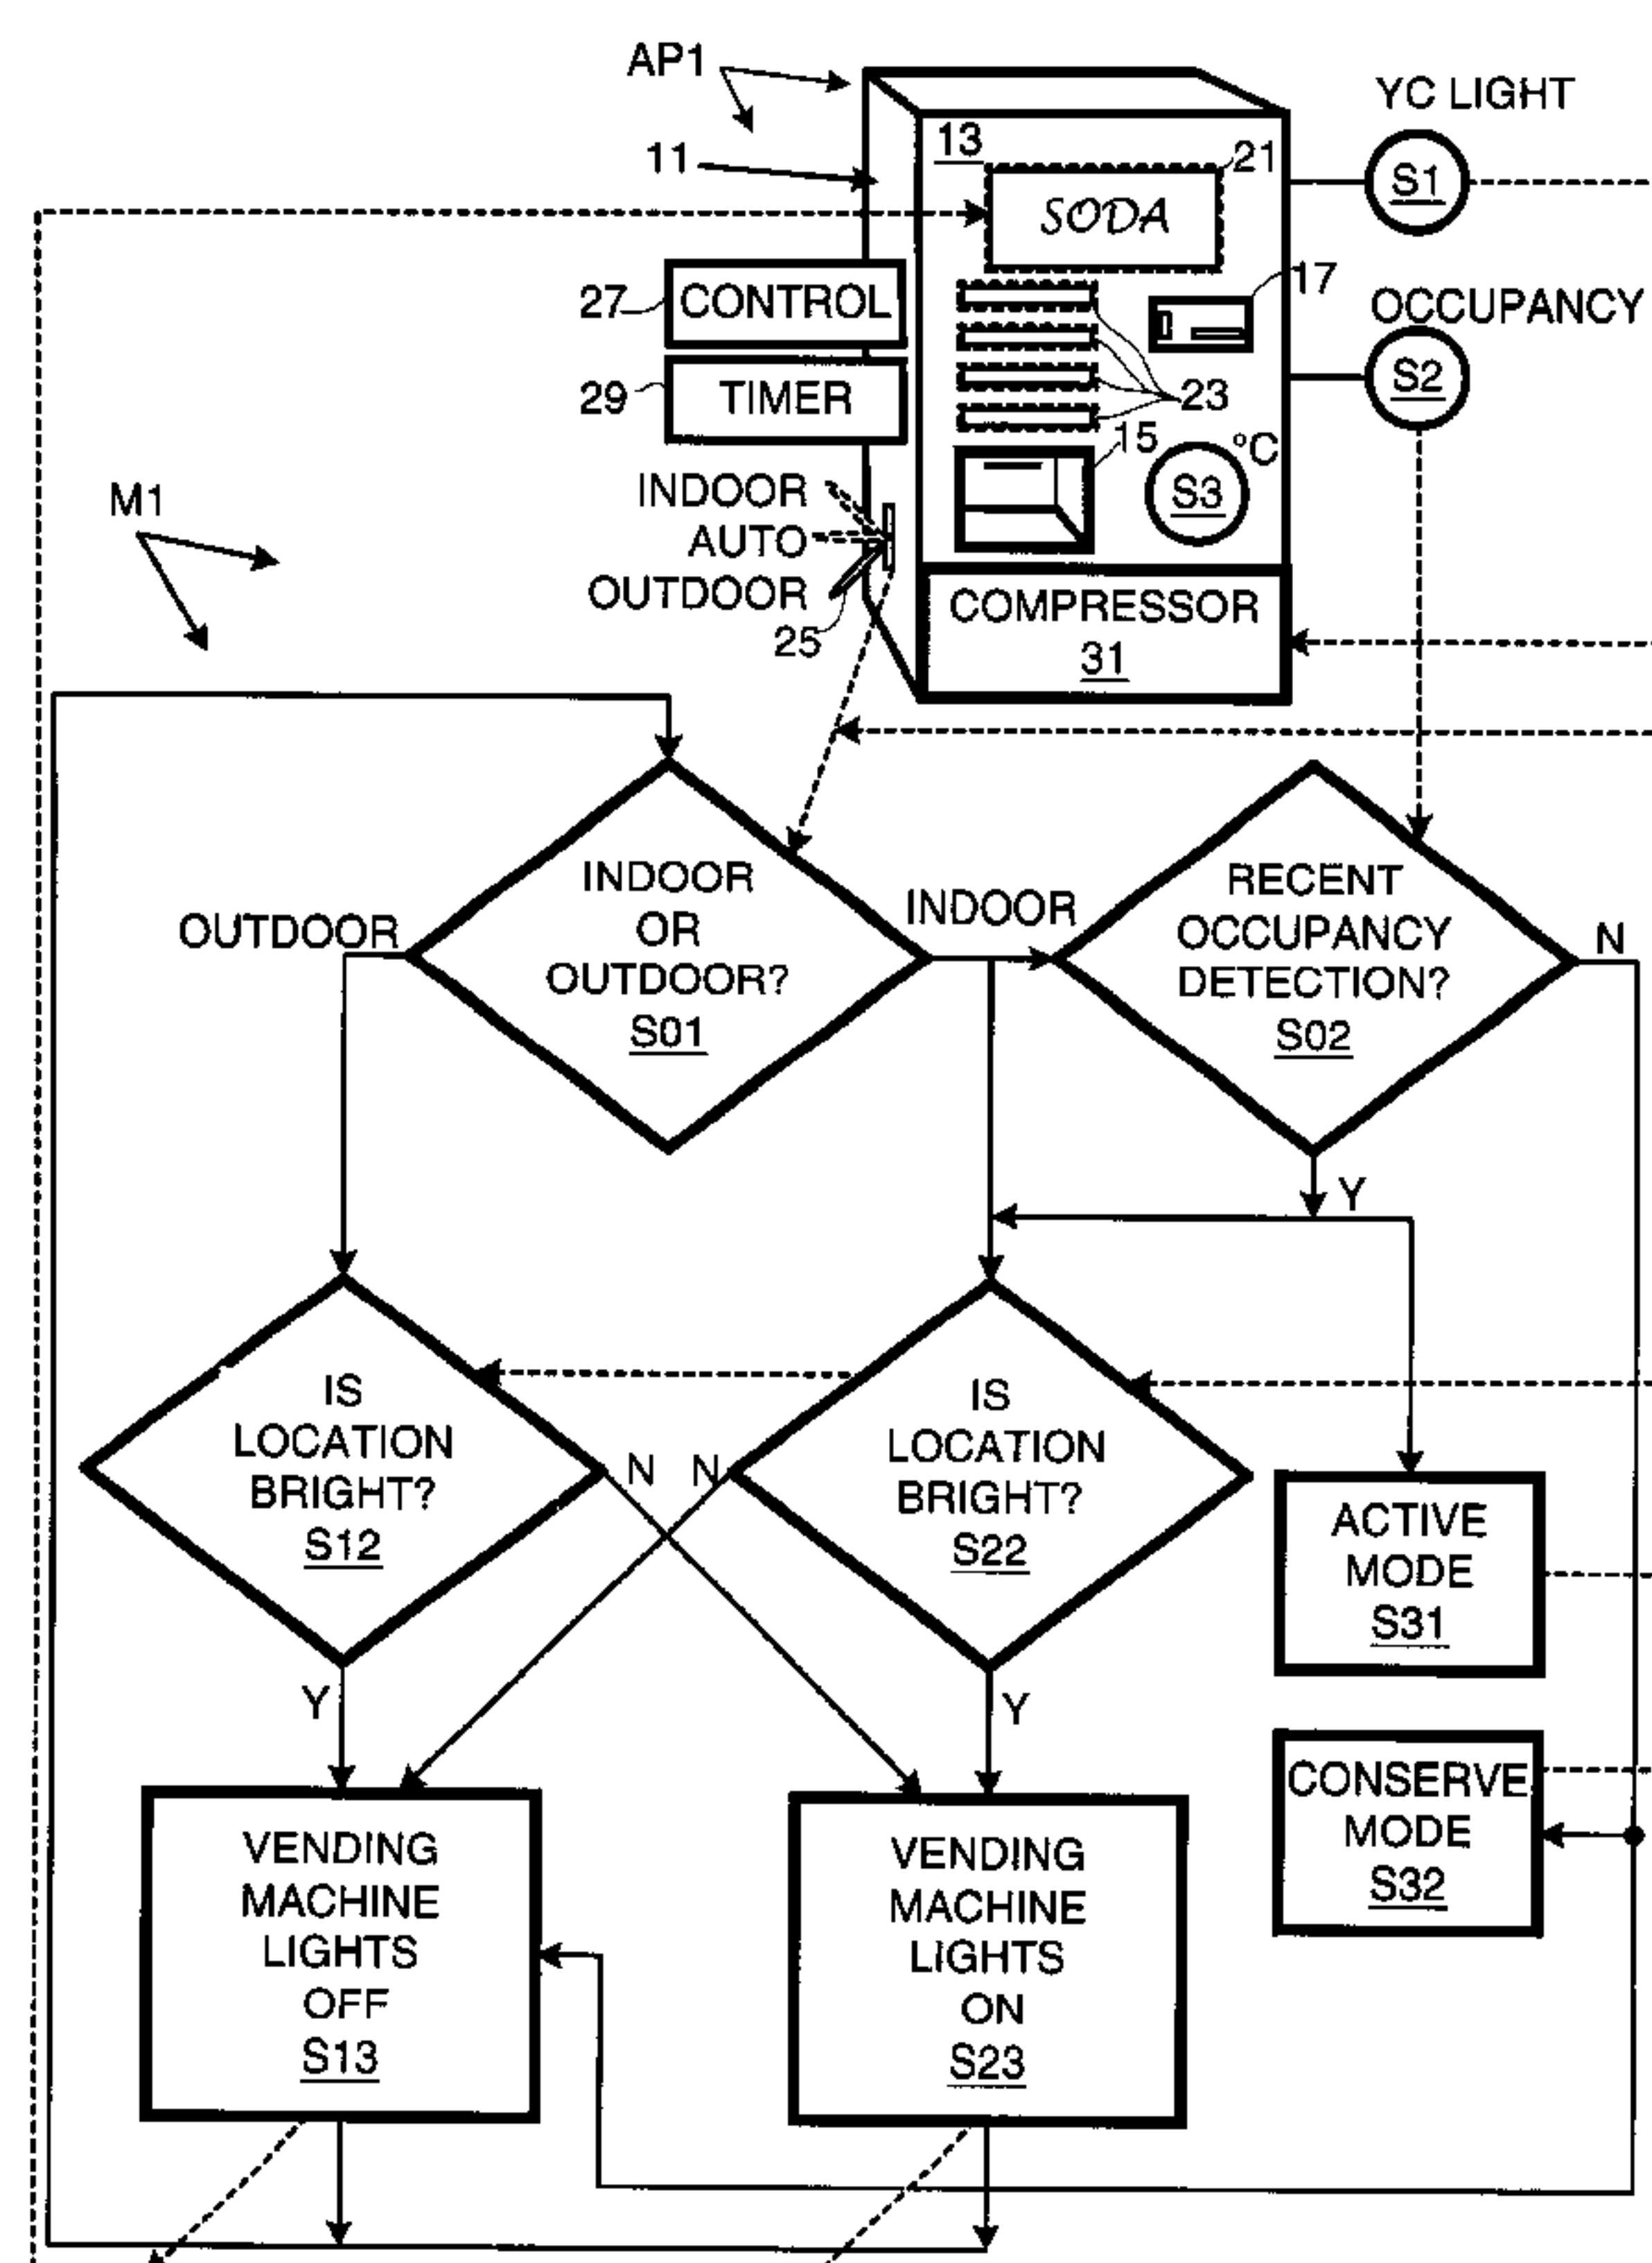 AP1
YC LIGHT
11
13
21
S1
SODA
27
CONTROL
17
OCCUPANCY
29
TIMER
23
S2
15
°C
S3
M1
INDOOR
AUTO
OUTDOOR
25
COMPRESSOR
31
OUTDOOR
INDOOR
OR
OUTDOOR?
S01
INDOOR
RECENT
OCCUPANCY
DETECTION?
S02
N
Y
IS
LOCATION
BRIGHT?
S12
N
N
IS
LOCATION
BRIGHT?
S22
ACTIVE
MODE
S31
Y
Y
CONSERVE
MODE
S32
VENDING
MACHINE
LIGHTS
OFF
S13
VENDING
MACHINE
LIGHTS
ON
S23